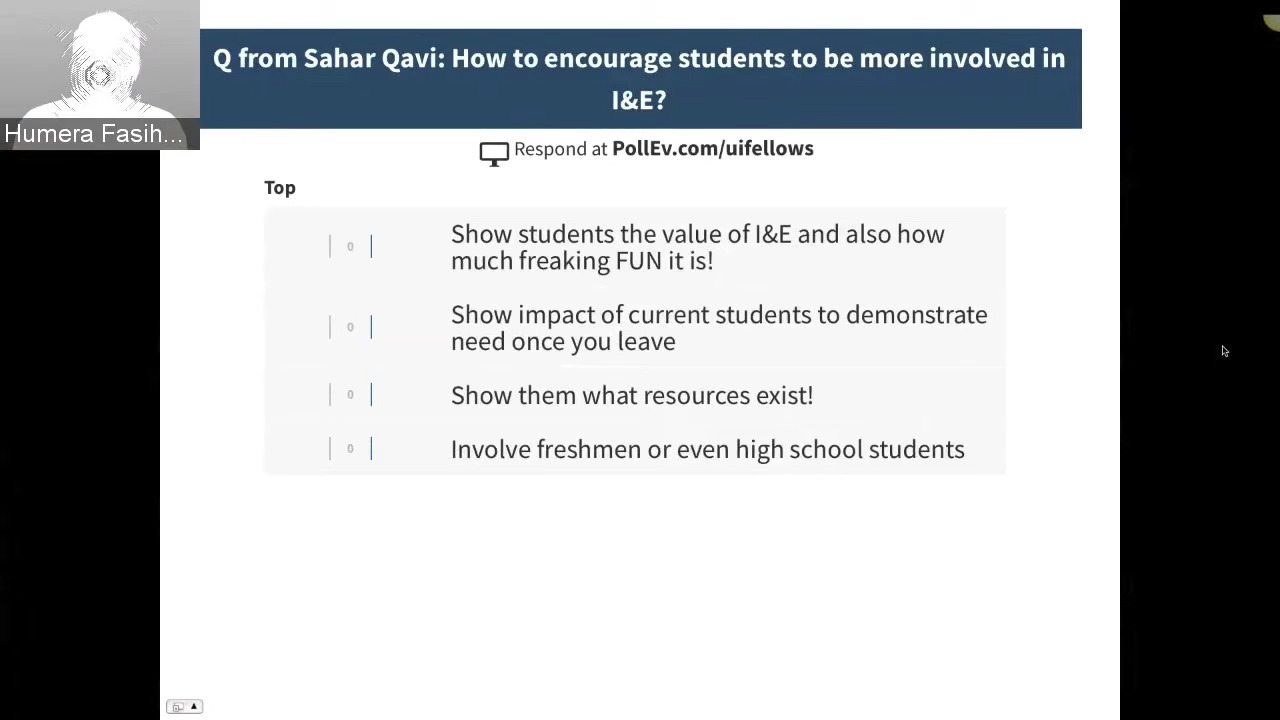 Q from Sahar Qavi: How to encourage students to be more involved in
I&E?
Humera Fasih...
Respond at PollEv.com/uifellows
Top
0
Show students the value of I&E and also how
much freaking FUN it is!
0
Show impact of current students to demonstrate
need once you leave
0
Show them what resources exist!
0
Involve freshmen or even high school students